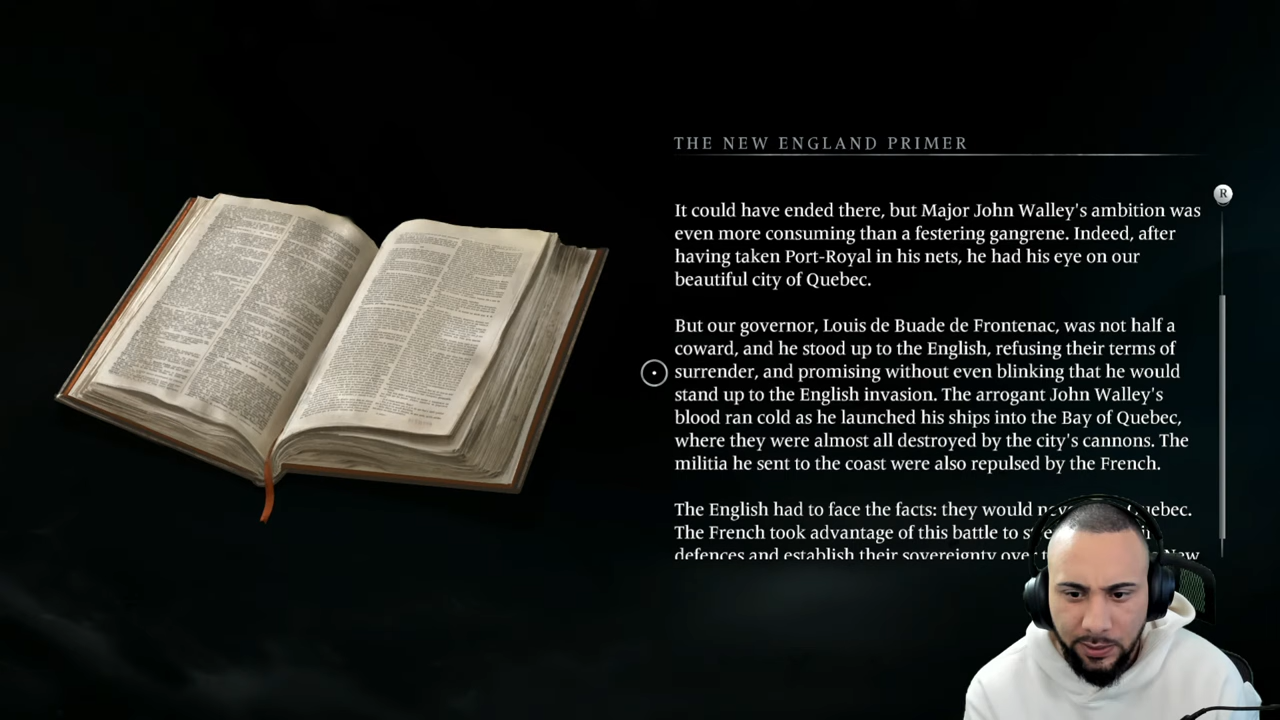 THE NEW ENGLAND PRIMER
R
It could have ended there, but Major John Walley's ambition was
even more consuming than a festering gangrene. Indeed, after
having taken Port-Royal in his nets, he had his eye on our
beautiful city of Quebec.
But our governor, Louis de Buade de Frontenac, was not half a
coward, and he stood up to the English, refusing their terms of
surrender, and promising without even blinking that he would
stand up to the English invasion. The arrogant John Walley's
blood ran cold as he launched his ships into the Bay of Quebec,
where they were almost all destroyed by the city's cannons. The
militia he sent to the coast were also repulsed by the French.
The English had to face the facts: they would Quebec.
The French took advantage of this battle to
defences and establish their sovereignty over New